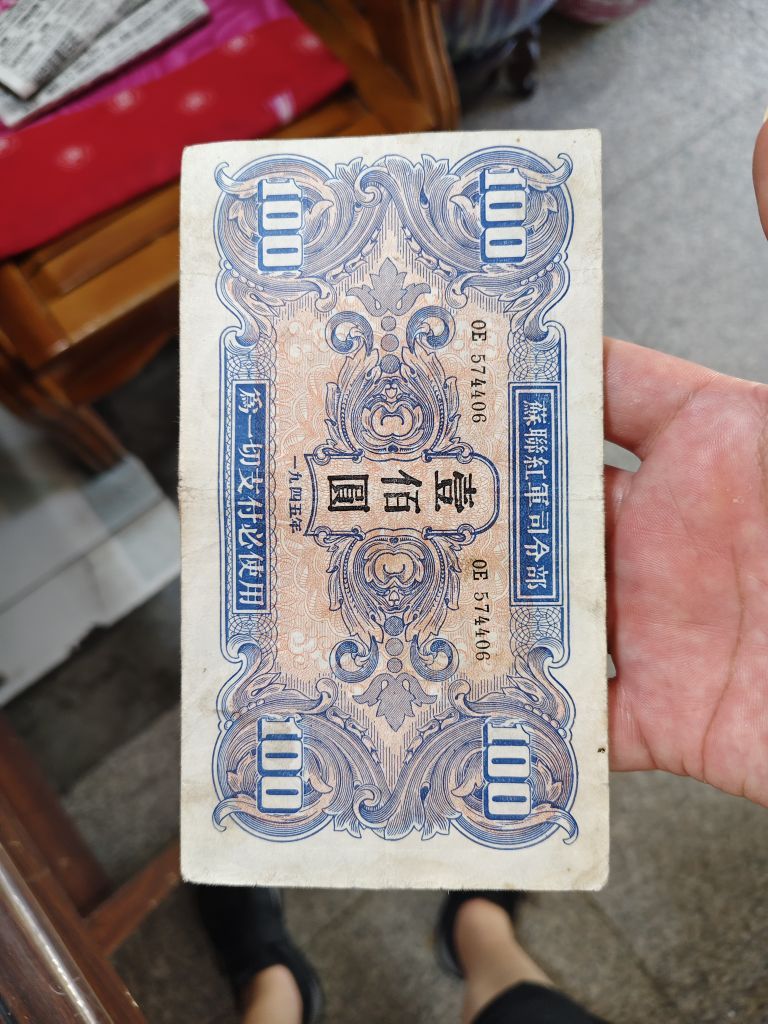 蘇聯紅軍司令部
100 100
OE 574406 OE 574406
壹
佰
圓
一九四五年
100 100
爲一切支付必使用